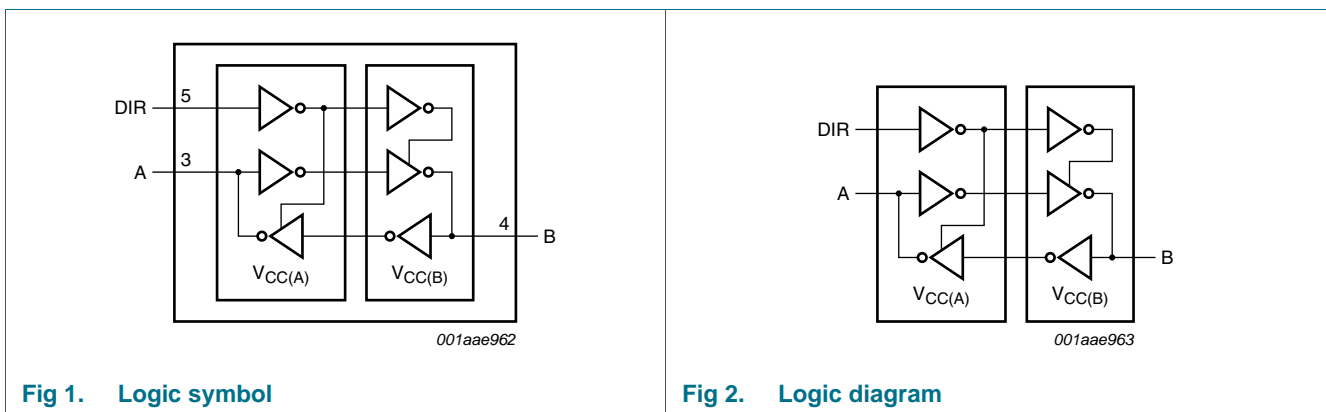 DIR
5
A
3
4
B
VCC(A)
VCC(B)
001aae962
Fig 1. Logic symbol
DIR
A
B
VCC(A)
VCC(B)
001aae963
Fig 2. Logic diagram